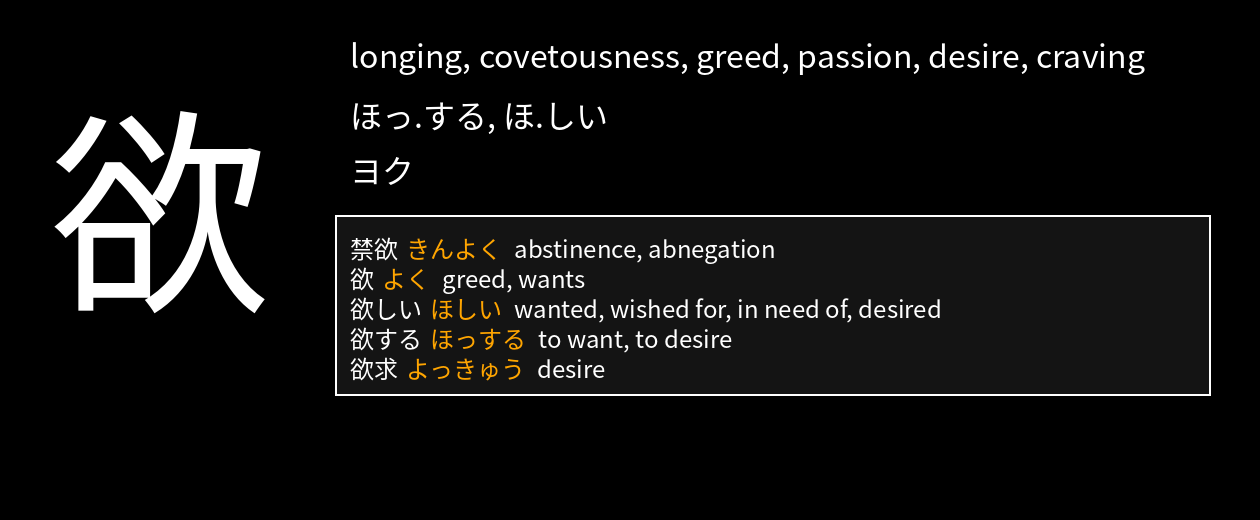 欲
longing, covetousness, greed, passion, desire, craving
ほっ.する, ほ.しい
ヨク
禁欲 きんよく abstinence, abnegation
欲 よく greed, wants
欲しい ほしい wanted, wished for, in need of, desired
欲する ほっする to want, to desire
欲求 よっきゅう desire